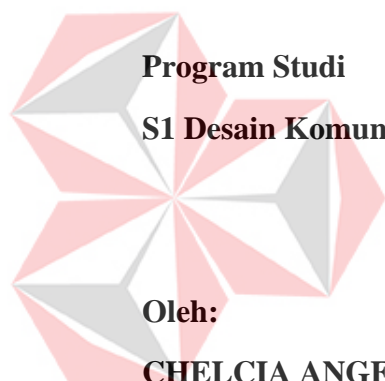 Program Studi
S1 Desain Komun
Oleh:
CHELCIA ANGE